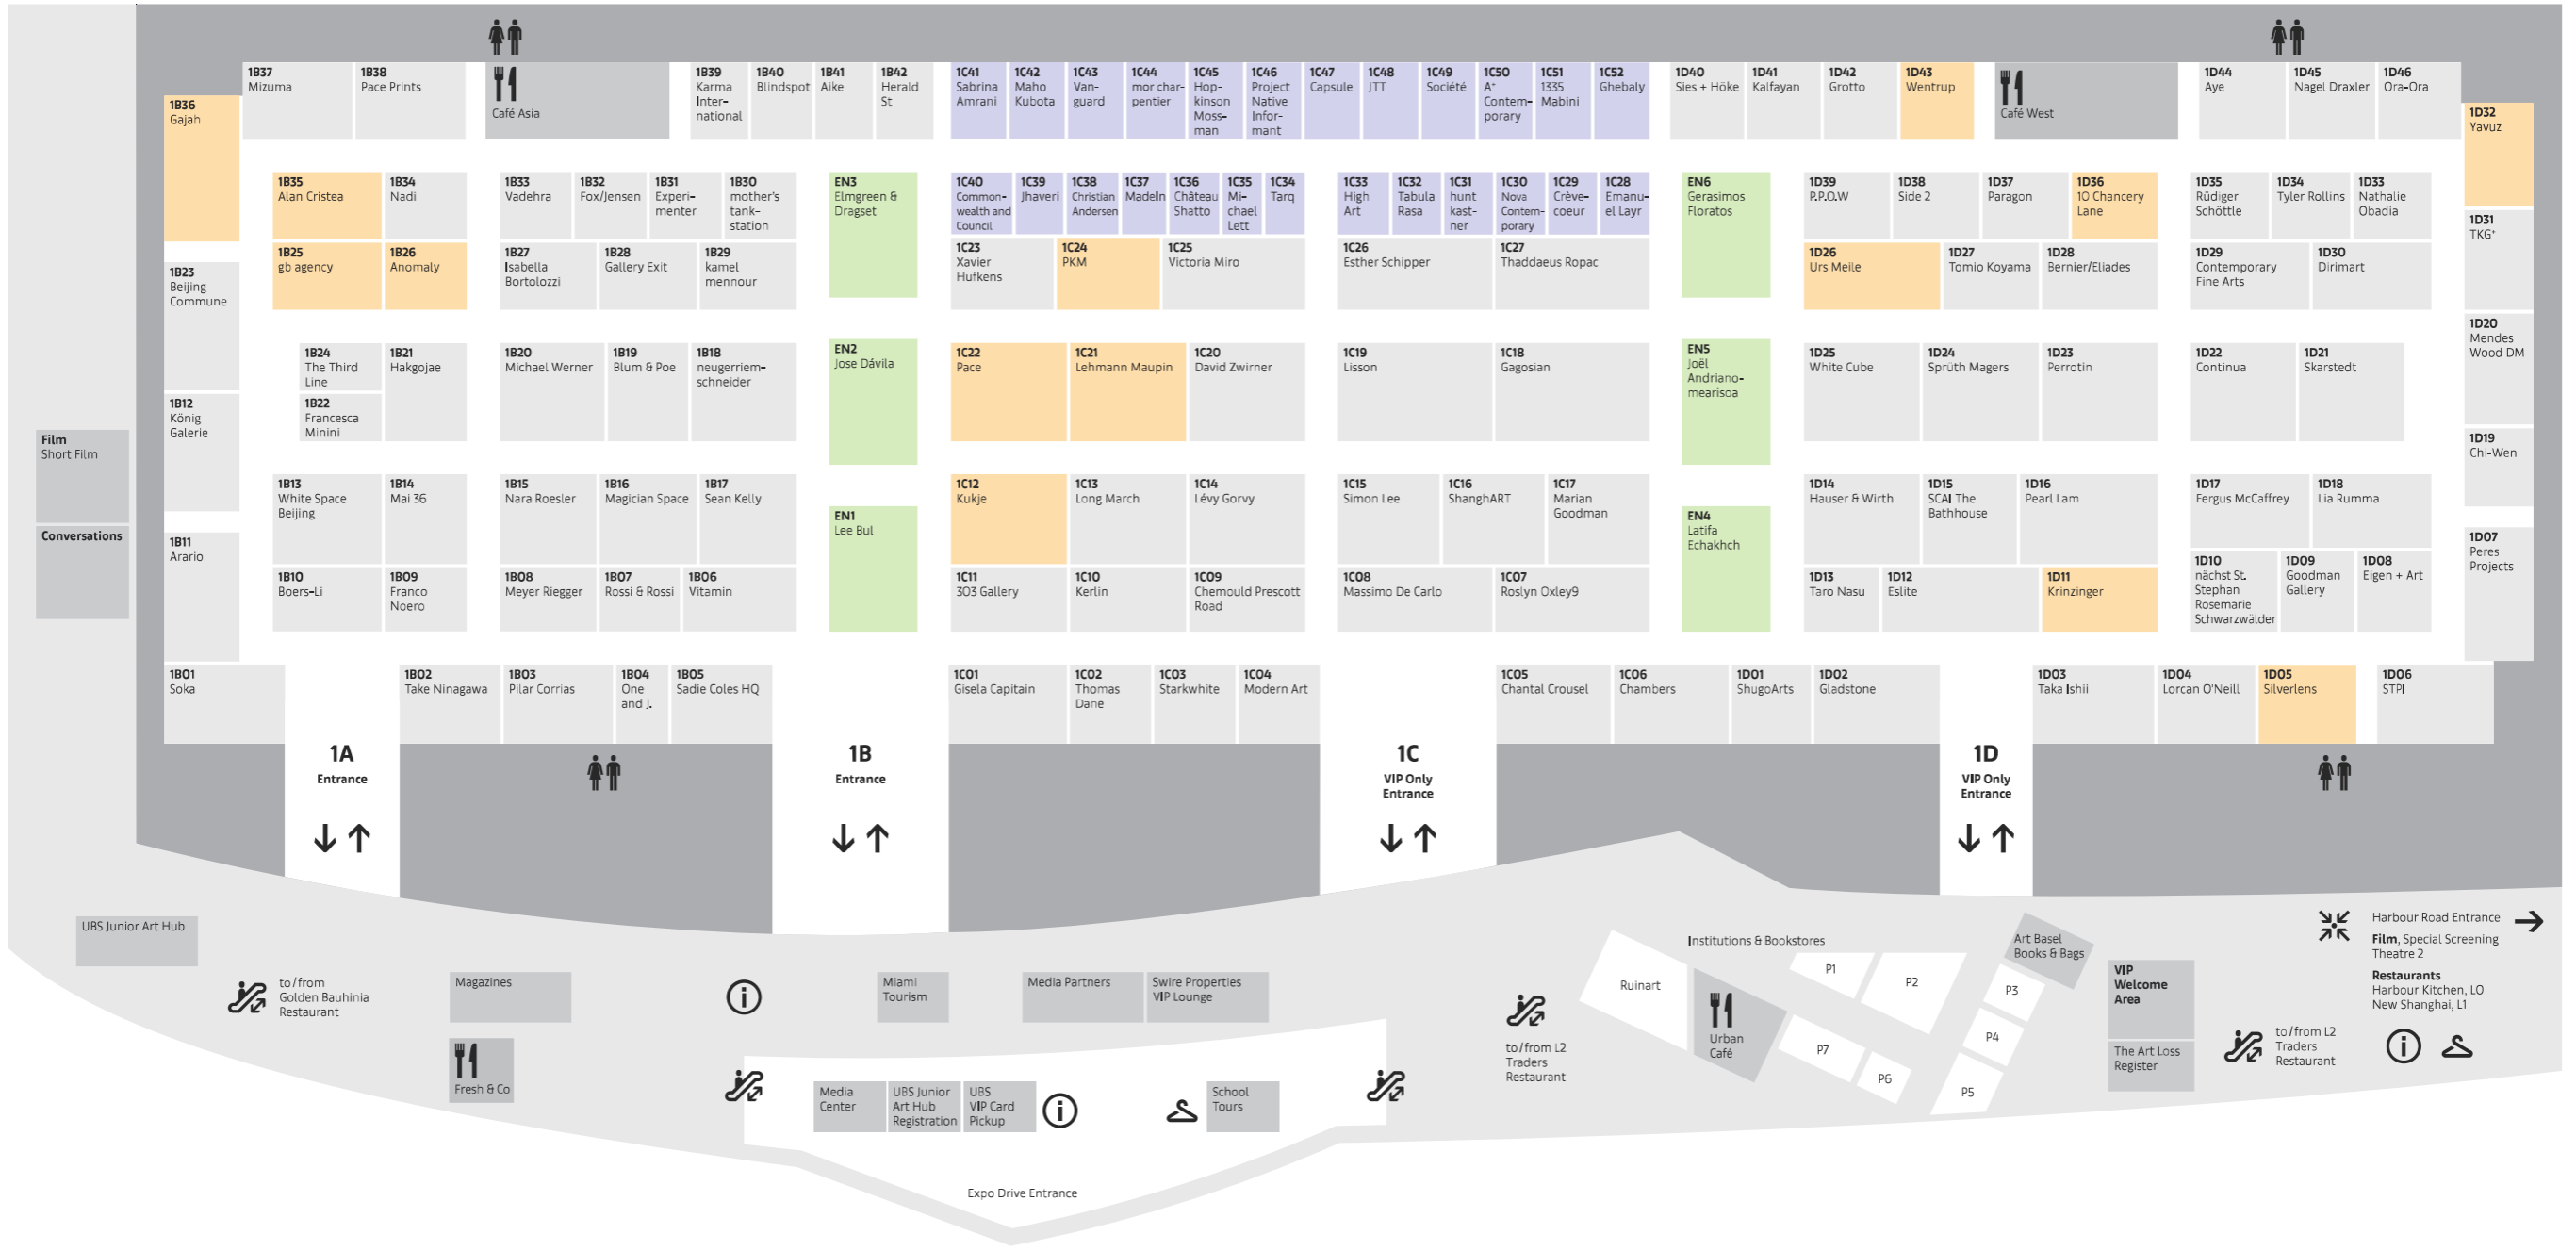 1B37
Mizuma
1B38
Pace Prints
Café Asia
1B39
Karma
Inter-
national
1B40
Blindspot
1B41
Aike
1B42
Herald
St
1C41
Sabrina
Amrani
1C42
Maho
Kubota
1C43
Van-
guard
1C44
mor char-
pentier
1C45
Hop-
kinson
Moss-
man
1C46
Project
Native
Infor-
mant
1C47
Capsule
1C48
JTT
1C49
Société
1C50
A+
Contem-
porary
1C51
1335
Mabini
1C52
Ghebaly
1D40
Sies + Höke
1D41
Kalfayan
1D42
Grotto
1D43
Wentrup
Café West
1D44
Aye
1D45
Nagel Draxler
1D46
Ora-Ora
1B36
Gajah
1D32
Yavuz
1B35
Alan Cristea
1B34
Nadi
1B33
Vadehra
1B32
Fox/Jensen
1B31
Experi-
menter
1B30
mother's
tank-
station
EN3
Elmgreen &
Dragset
1C40
Common-
wealth and
Council
1C39
Jhaveri
1C38
Christian
Andersen
1C37
MadeIn
1C36
Château
Shatto
1C35
Mi-
chael
Lett
1C34
Tarq
1C33
High
Art
1C32
Tabula
Rasa
1C31
hunt
kast-
ner
1C30
Nova
Contem-
porary
1C29
Crève-
coeur
1C28
Emanu-
el Layr
EN6
Gerasimos
Floratos
1D39
P.P.O.W
1D38
Side 2
1D37
Paragon
1D36
10 Chancery
Lane
1D35
Rüdiger
Schöttle
1D34
Tyler Rollins
1D33
Nathalie
Obadia
1D31
TKG+
1B25
gb agency
1B26
Anomaly
1B27
Isabella
Bortolozzi
1B28
Gallery Exit
1B29
kamel
mennour
1C23
Xavier
Hufkens
1C24
PKM
1C25
Victoria Miro
1C26
Esther Schipper
1C27
Thaddaeus Ropac
1D26
Urs Meile
1D27
Tomio Koyama
1D28
Bernier/Eliades
1D29
Contemporary
Fine Arts
1D30
Dirimart
1B23
Beijing
Commune
1D20
Mendes
Wood DM
1B24
The Third
Line
1B22
Francesca
Minini
1B21
Hakgojae
1B20
Michael Werner
1B19
Blum & Poe
1B18
neugerriem-
schneider
EN2
Jose Dávila
1C22
Pace
1C21
Lehmann Maupin
1C20
David Zwirner
1C19
Lisson
1C18
Gagosian
EN5
Joël
Andriano-
mearisoa
1D25
White Cube
1D24
Sprüth Magers
1D23
Perrotin
1D22
Continua
1D21
Skarstedt
1B12
König
Galerie
1D19
Chi-Wen
Film
Short Film
Conversations
1B13
White Space
Beijing
1B14
Mai 36
1B15
Nara Roesler
1B16
Magician Space
1B17
Sean Kelly
EN1
Lee Bul
1C12
Kukje
1C13
Long March
1C14
Lévy Gorvy
1C15
Simon Lee
1C16
ShanghART
1C17
Marian
Goodman
EN4
Latifa
Echakhch
1D14
Hauser & Wirth
1D15
SCAI The
Bathhouse
1D16
Pearl Lam
1D17
Fergus McCaffrey
1D18
Lia Rumma
1B11
Arario
1D07
Peres
Projects
1B10
Boers-Li
1B09
Franco
Noero
1B08
Meyer Riegger
1B07
Rossi & Rossi
1B06
Vitamin
1C11
303 Gallery
1C10
Kerlin
1C09
Chemould Prescott
Road
1C08
Massimo De Carlo
1C07
Roslyn Oxley9
1D13
Taro Nasu
1D12
Eslite
1D11
Krinzinger
1D10
nächst St.
Stephan
Rosemarie
Schwarzwälder
1D09
Goodman
Gallery
1D08
Eigen + Art
1B01
Soka
1B02
Take Ninagawa
1B03
Pilar Corrias
1B04
One
and J.
1B05
Sadie Coles HQ
1C01
Gisela Capitain
1C02
Thomas
Dane
1C03
Starkwhite
1C04
Modern Art
1C05
Chantal Crousel
1C06
Chambers
1D01
ShugoArts
1D02
Gladstone
1D03
Taka Ishii
1D04
Lorcan O'Neill
1D05
Silverlens
1D06
STPI
1A
Entrance
1B
Entrance
1C
VIP Only
Entrance
1D
VIP Only
Entrance
UBS Junior Art Hub
to/from
Golden Bauhinia
Restaurant
Magazines
Fresh & Co
Miami
Tourism
Media Partners
Swire Properties
VIP Lounge
Media
Center
UBS Junior
Art Hub
Registration
UBS
VIP Card
Pickup
School
Tours
Expo Drive Entrance
to/from L2
Traders
Restaurant
Ruinart
Institutions & Bookstores
Urban
Café
P1
P2
P3
P4
P5
P6
P7
Art Basel
Books & Bags
VIP
Welcome
Area
The Art Loss
Register
to/from L2
Traders
Restaurant
Harbour Road Entrance
Film, Special Screening
Theatre 2
Restaurants
Harbour Kitchen, L0
New Shanghai, L1